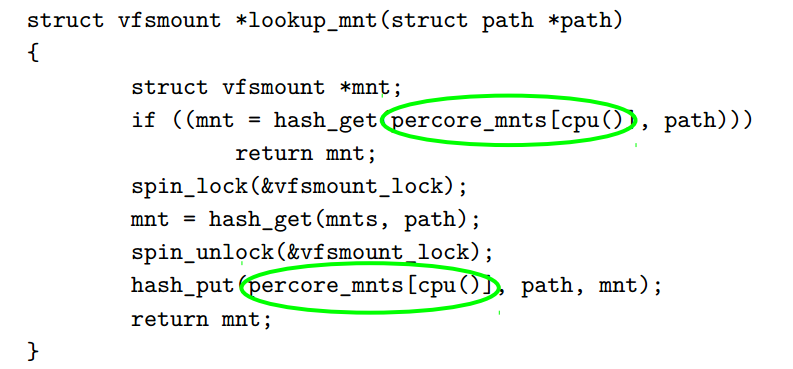 struct vfsmount *lookup_mnt(struct path *path)
{
struct vfsmount *mnt;
if ((mnt = hash_get(percore_mnts[cpu()], path)))
return mnt;
spin_lock(&vfsmount_lock);
mnt = hash_get(mnts, path);
spin_unlock(&vfsmount_lock);
hash_put(percore_mnts[cpu()], path, mnt);
return mnt;
}